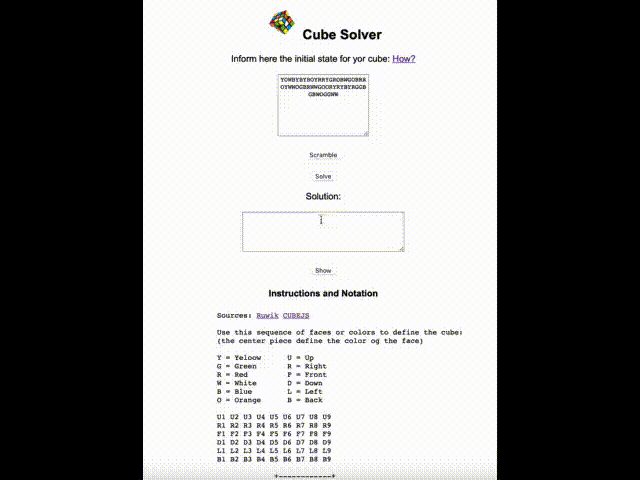 Cube Solver
Inform here the initial state for yor cube: How?
Scramble
Solve
Solution:
Show
Instructions and Notation
Sources: Ruwik CUBEJS
Use this sequence of faces or colors to define the cube:
(the center piece define the color og the face)
Y = Yeloow U = Up
G = Green R = Right
R = Red F = Front
W = White D = Down
B = Blue L = Left
O = Orange B = Back
U1 U2 U3 U4 U5 U6 U7 U8 U9
R1 R2 R3 R4 R5 R6 R7 R8 R9
F1 F2 F3 F4 F5 F6 F7 F8 F9
D1 D2 D3 D4 D5 D6 D7 D8 D9
L1 L2 L3 L4 L5 L6 L7 L8 L9
B1 B2 B3 B4 B5 B6 B7 B8 B9
+------------+